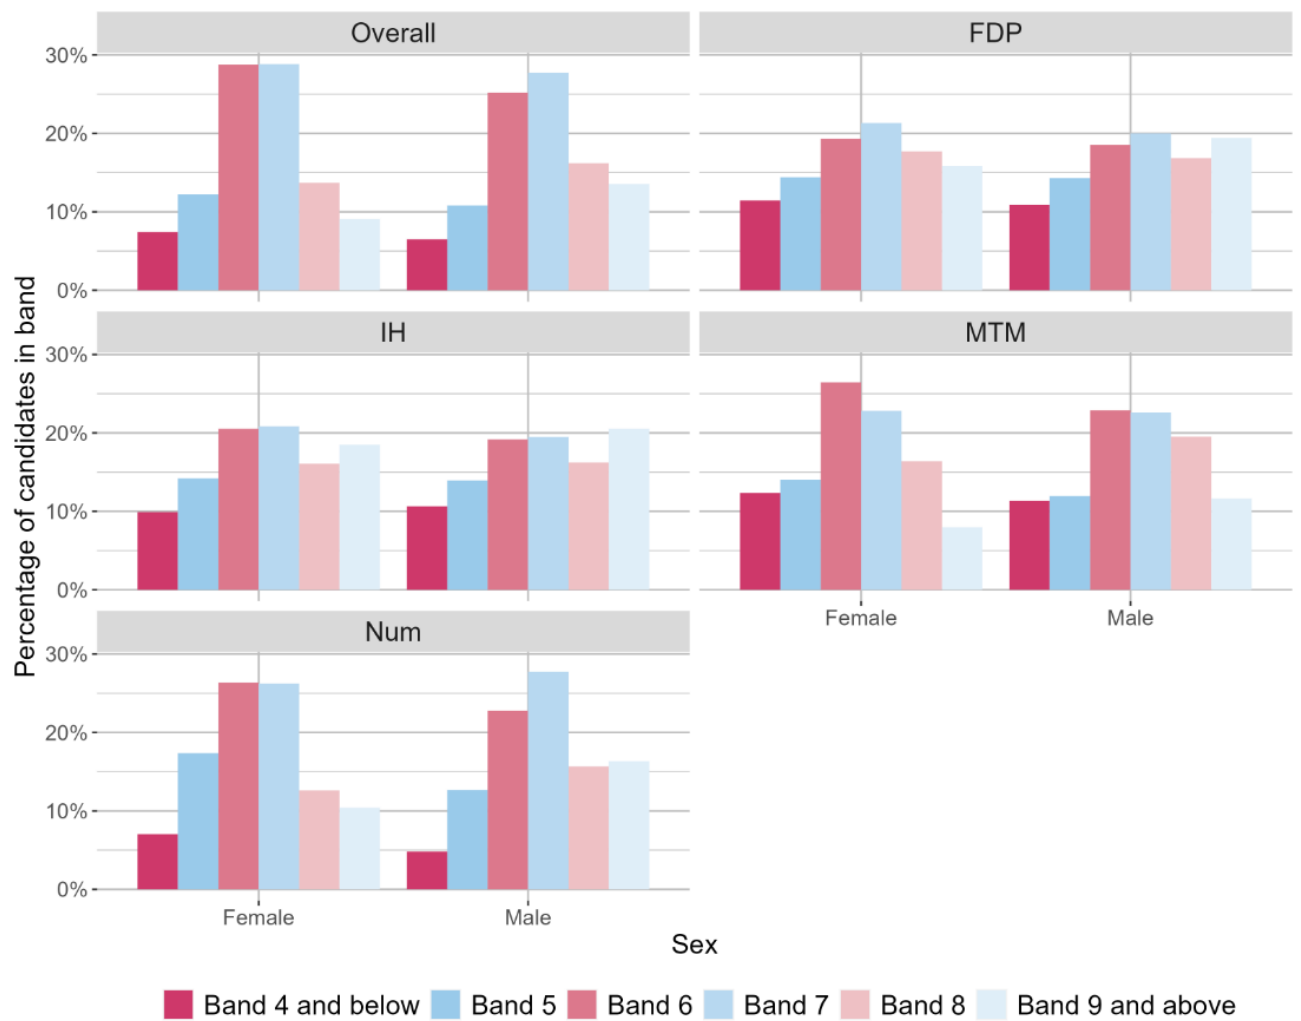 Overall
FDP
30%
20%
10%
0%
IH
MTM
30%
20%
10%
0%
Female
Male
Num
30%
20%
10%
0%
Female
Male
Percentage of candidates in band
Sex
Band 4 and below Band 5 Band 6 Band 7 Band 8 Band 9 and above